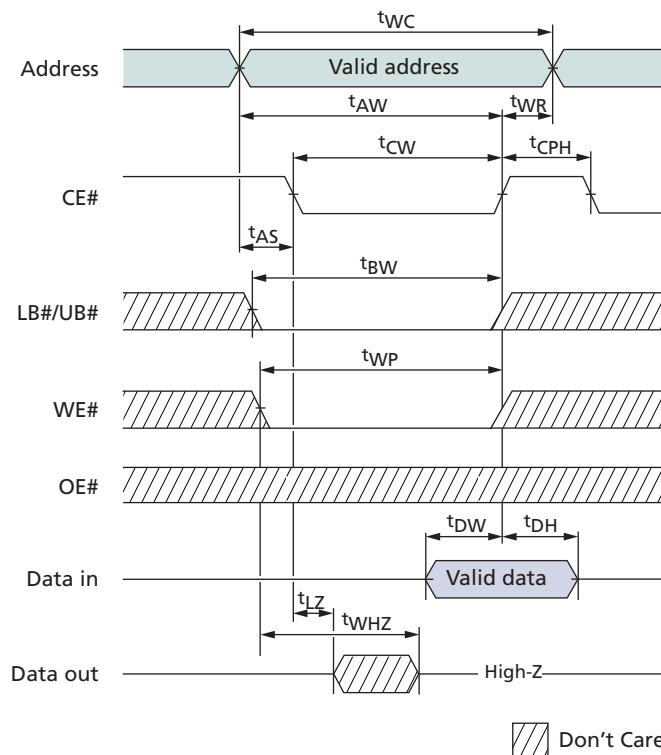 tWC
Address
Valid address
tAW
tWR
tCW
tCPH
CE#
tAS
tBW
LB#/UB#
tWP
WE#
OE#
tDW
tDH
Data in
Valid data
tLZ
tWHZ
Data out
High-Z
Don't Care